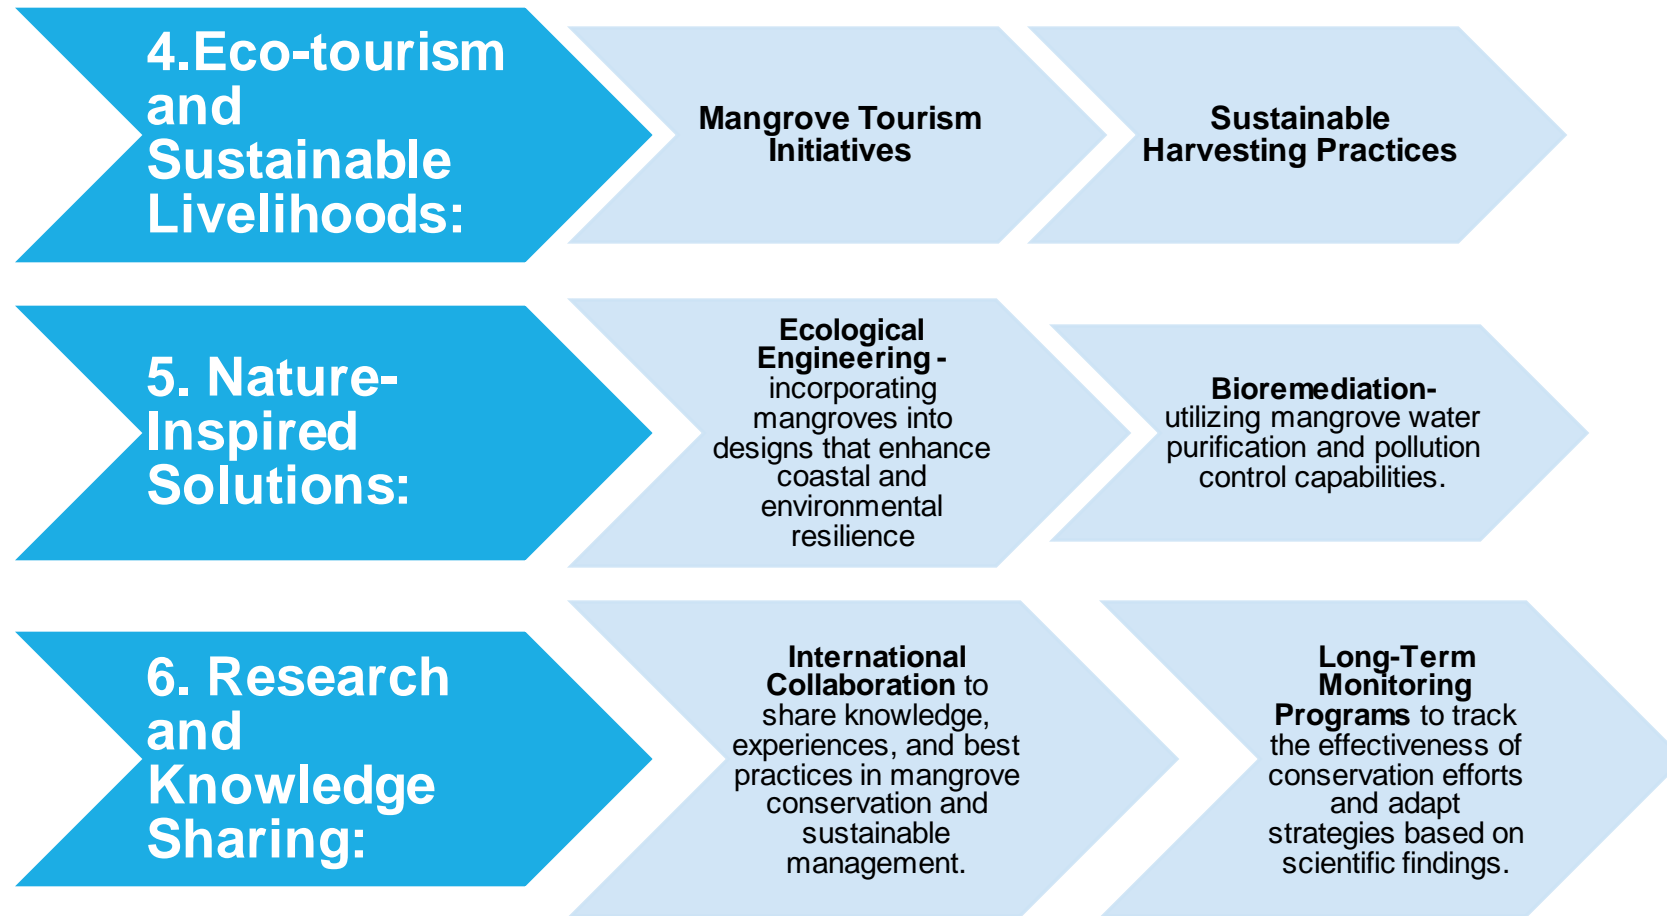 4.Eco-tourism
and
Sustainable
Livelihoods:
Mangrove Tourism
Initiatives
Sustainable
Harvesting Practices
5. Nature-
Inspired
Solutions:
Ecological
Engineering -
incorporating
mangroves into
designs that enhance
coastal and
environmental
resilience
Bioremediation-
utilizing mangrove water
purification and pollution
control capabilities.
6. Research
and
Knowledge
Sharing:
International
Collaboration to
share knowledge,
experiences, and best
practices in mangrove
conservation and
sustainable
management.
Long-Term
Monitoring
Programs to track
the effectiveness of
conservation efforts
and adapt
strategies based on
scientific findings.